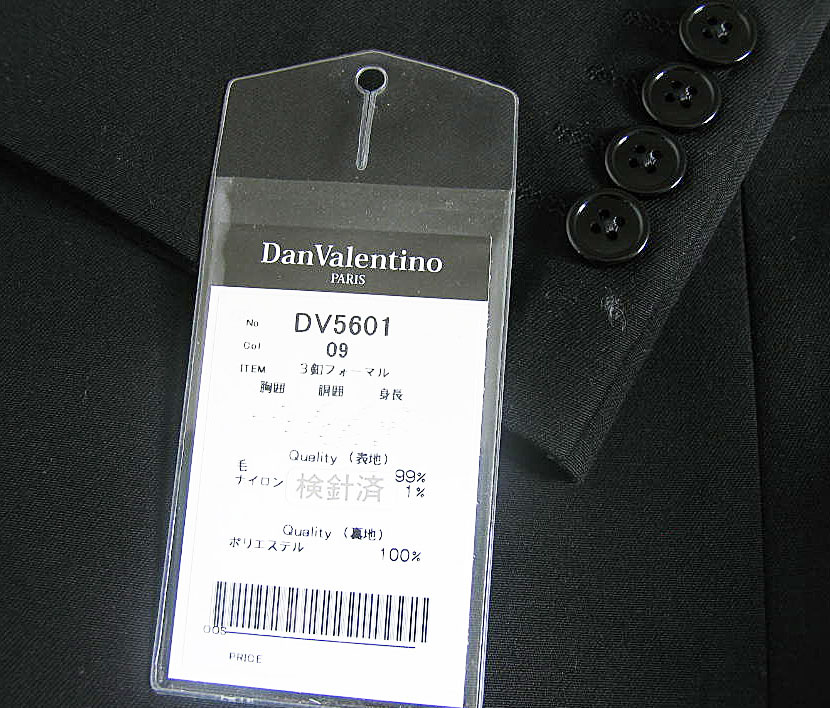 DanValentino
PARIS
No DV5601
Col 09
ITEM 3釦フォーマル
胸囲 胴囲 身長
Quality (表地)
毛 99%
ナイロン 検針済 1%
Quality (裏地)
ポリエステル 100%
00S
PRICE